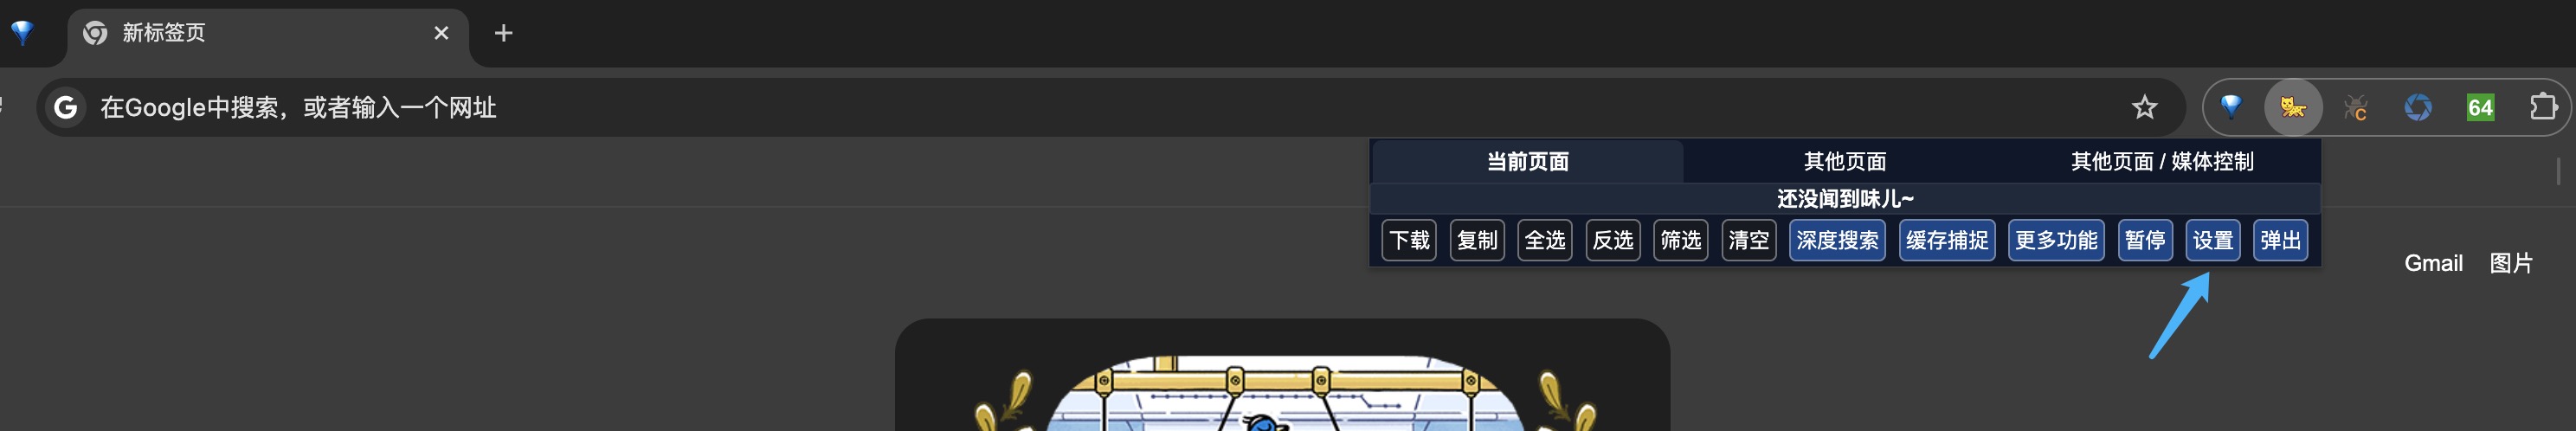 新标签页
在Google中搜索，或者输入一个网址
64
当前页面 其他页面 其他页面 / 媒体控制
还没闻到味儿~
下载 复制 全选 反选 筛选 清空 深度搜索 缓存捕捉 更多功能 暂停 设置 弹出
Gmail 图片